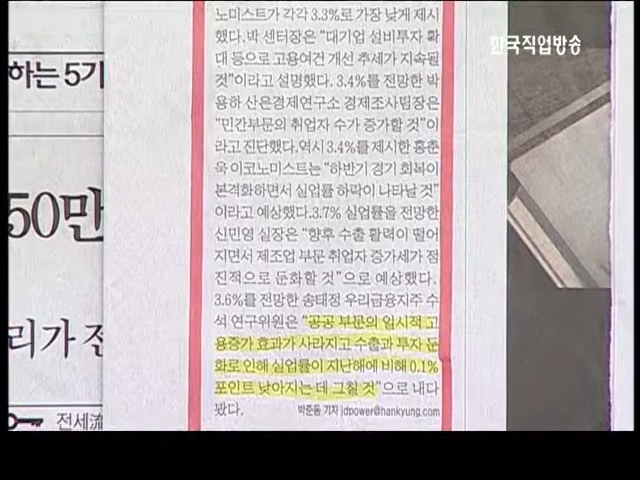 노미스트가 각각 3.3%로 가장 낮게 제시
했다. 박 센터장은 “대기업 설비투자 확
대 등으로 고용여건 개선 추세가 지속될
것”이라고 설명했다. 3.4%를 전망한 박
용하 산은경제연구소 경제조사팀장은
“민간부문의 취업자 수가 증가할 것”이
라고 진단했다. 역시 3.4%를 제시한 홍춘
욱 이코노미스트는 “하반기 경기 회복이
본격화하면서 실업률 하락이 나타날 것”
이라고 예상했다. 3.7% 실업률을 전망한
신민영 실장은 “향후 수출 활력이 떨어
지면서 제조업 부문 취업자 증가세가 점
진적으로 둔화할 것”으로 예상했다.
3.6%를 전망한 송태정 우리금융지주 수
석 연구위원은 “공공 부문의 일시적 고
용증가 효과가 사라지고 수출과 투자 둔
화로 인해 실업률이 지난해에 비해 0.1%
포인트 낮아지는 데 그칠 것”으로 내다
봤다.
박준동 기자 jdpower@hankyung.com
한국직업방송
하는 5기
50만
리가 전
전세流